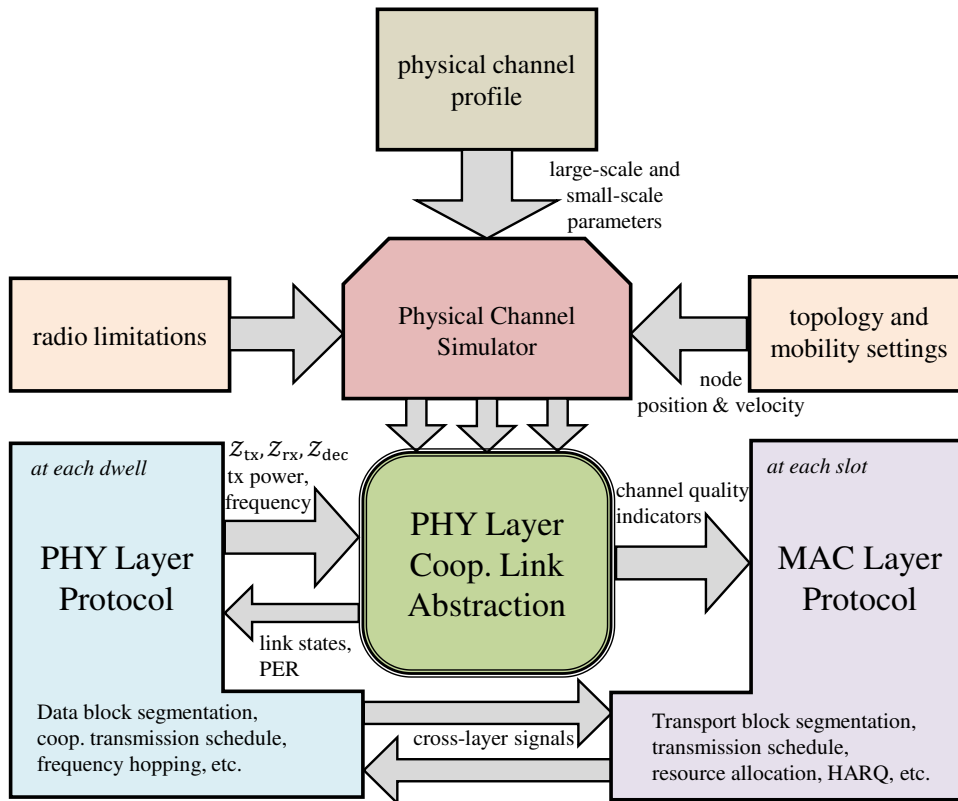 physical channel
profile
large-scale and
small-scale
parameters
radio limitations
Physical Channel
Simulator
topology and
mobility settings
node
position & velocity
at each dwell
PHY Layer
Protocol
Data block segmentation,
coop. transmission schedule,
frequency hopping, etc.
𝒵tx, 𝒵rx, 𝒵dec
tx power,
frequency
link states,
PER
PHY Layer
Coop. Link
Abstraction
channel quality
indicators
cross-layer signals
at each slot
MAC Layer
Protocol
Transport block segmentation,
transmission schedule,
resource allocation, HARQ, etc.